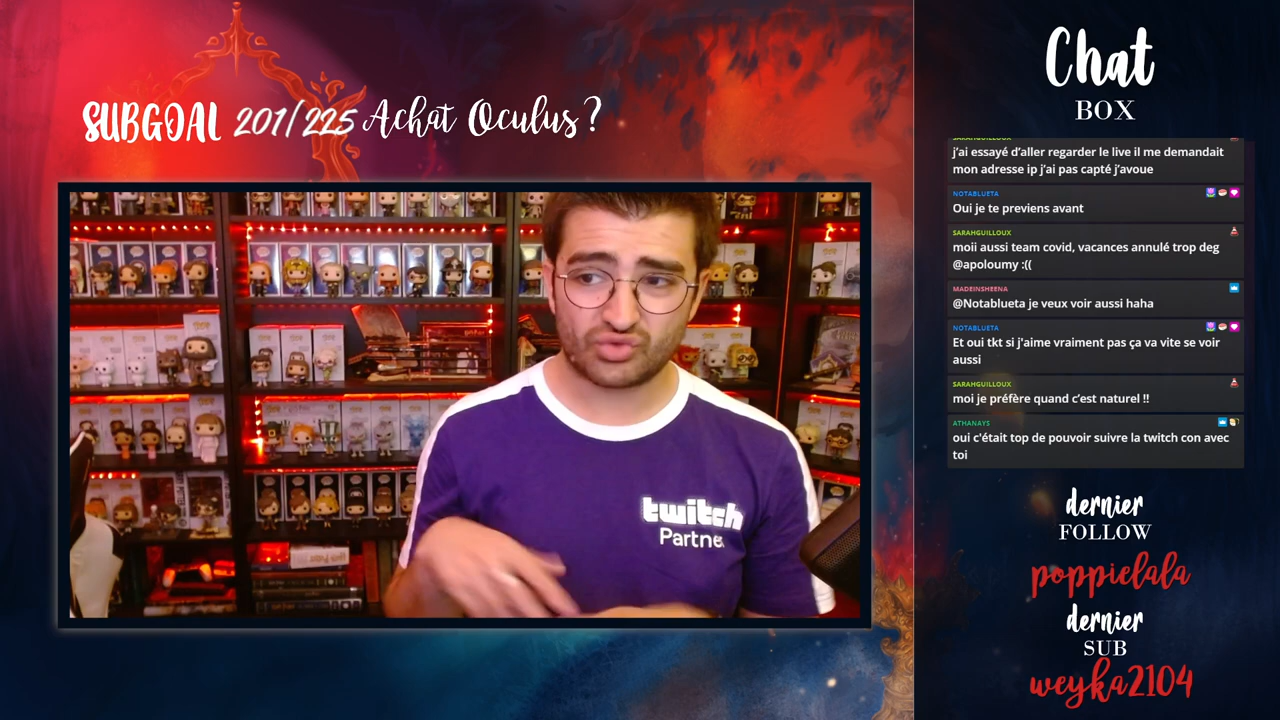 SUBGOAL 201/225 Achat Oculus?
twitch
Partne
Chat
BOX
SARAHGUILLOUX
j'ai essayé d'aller regarder le live il me demandait
mon adresse ip j'ai pas capté j'avoue
NOTABLUETA
Oui je te previens avant
SARAHGUILLOUX
moii aussi team covid, vacances annulé trop deg
@apoloumy :((
MADEINSHEENA
@Notablueta je veux voir aussi haha
NOTABLUETA
Et oui tkt si j'aime vraiment pas ça va vite se voir
aussi
SARAHGUILLOUX
moi je préfère quand c'est naturel !!
ATHANAYS
oui c'était top de pouvoir suivre la twitch con avec
toi
dernier
FOLLOW
poppielala
dernier
SUB
weyka2104